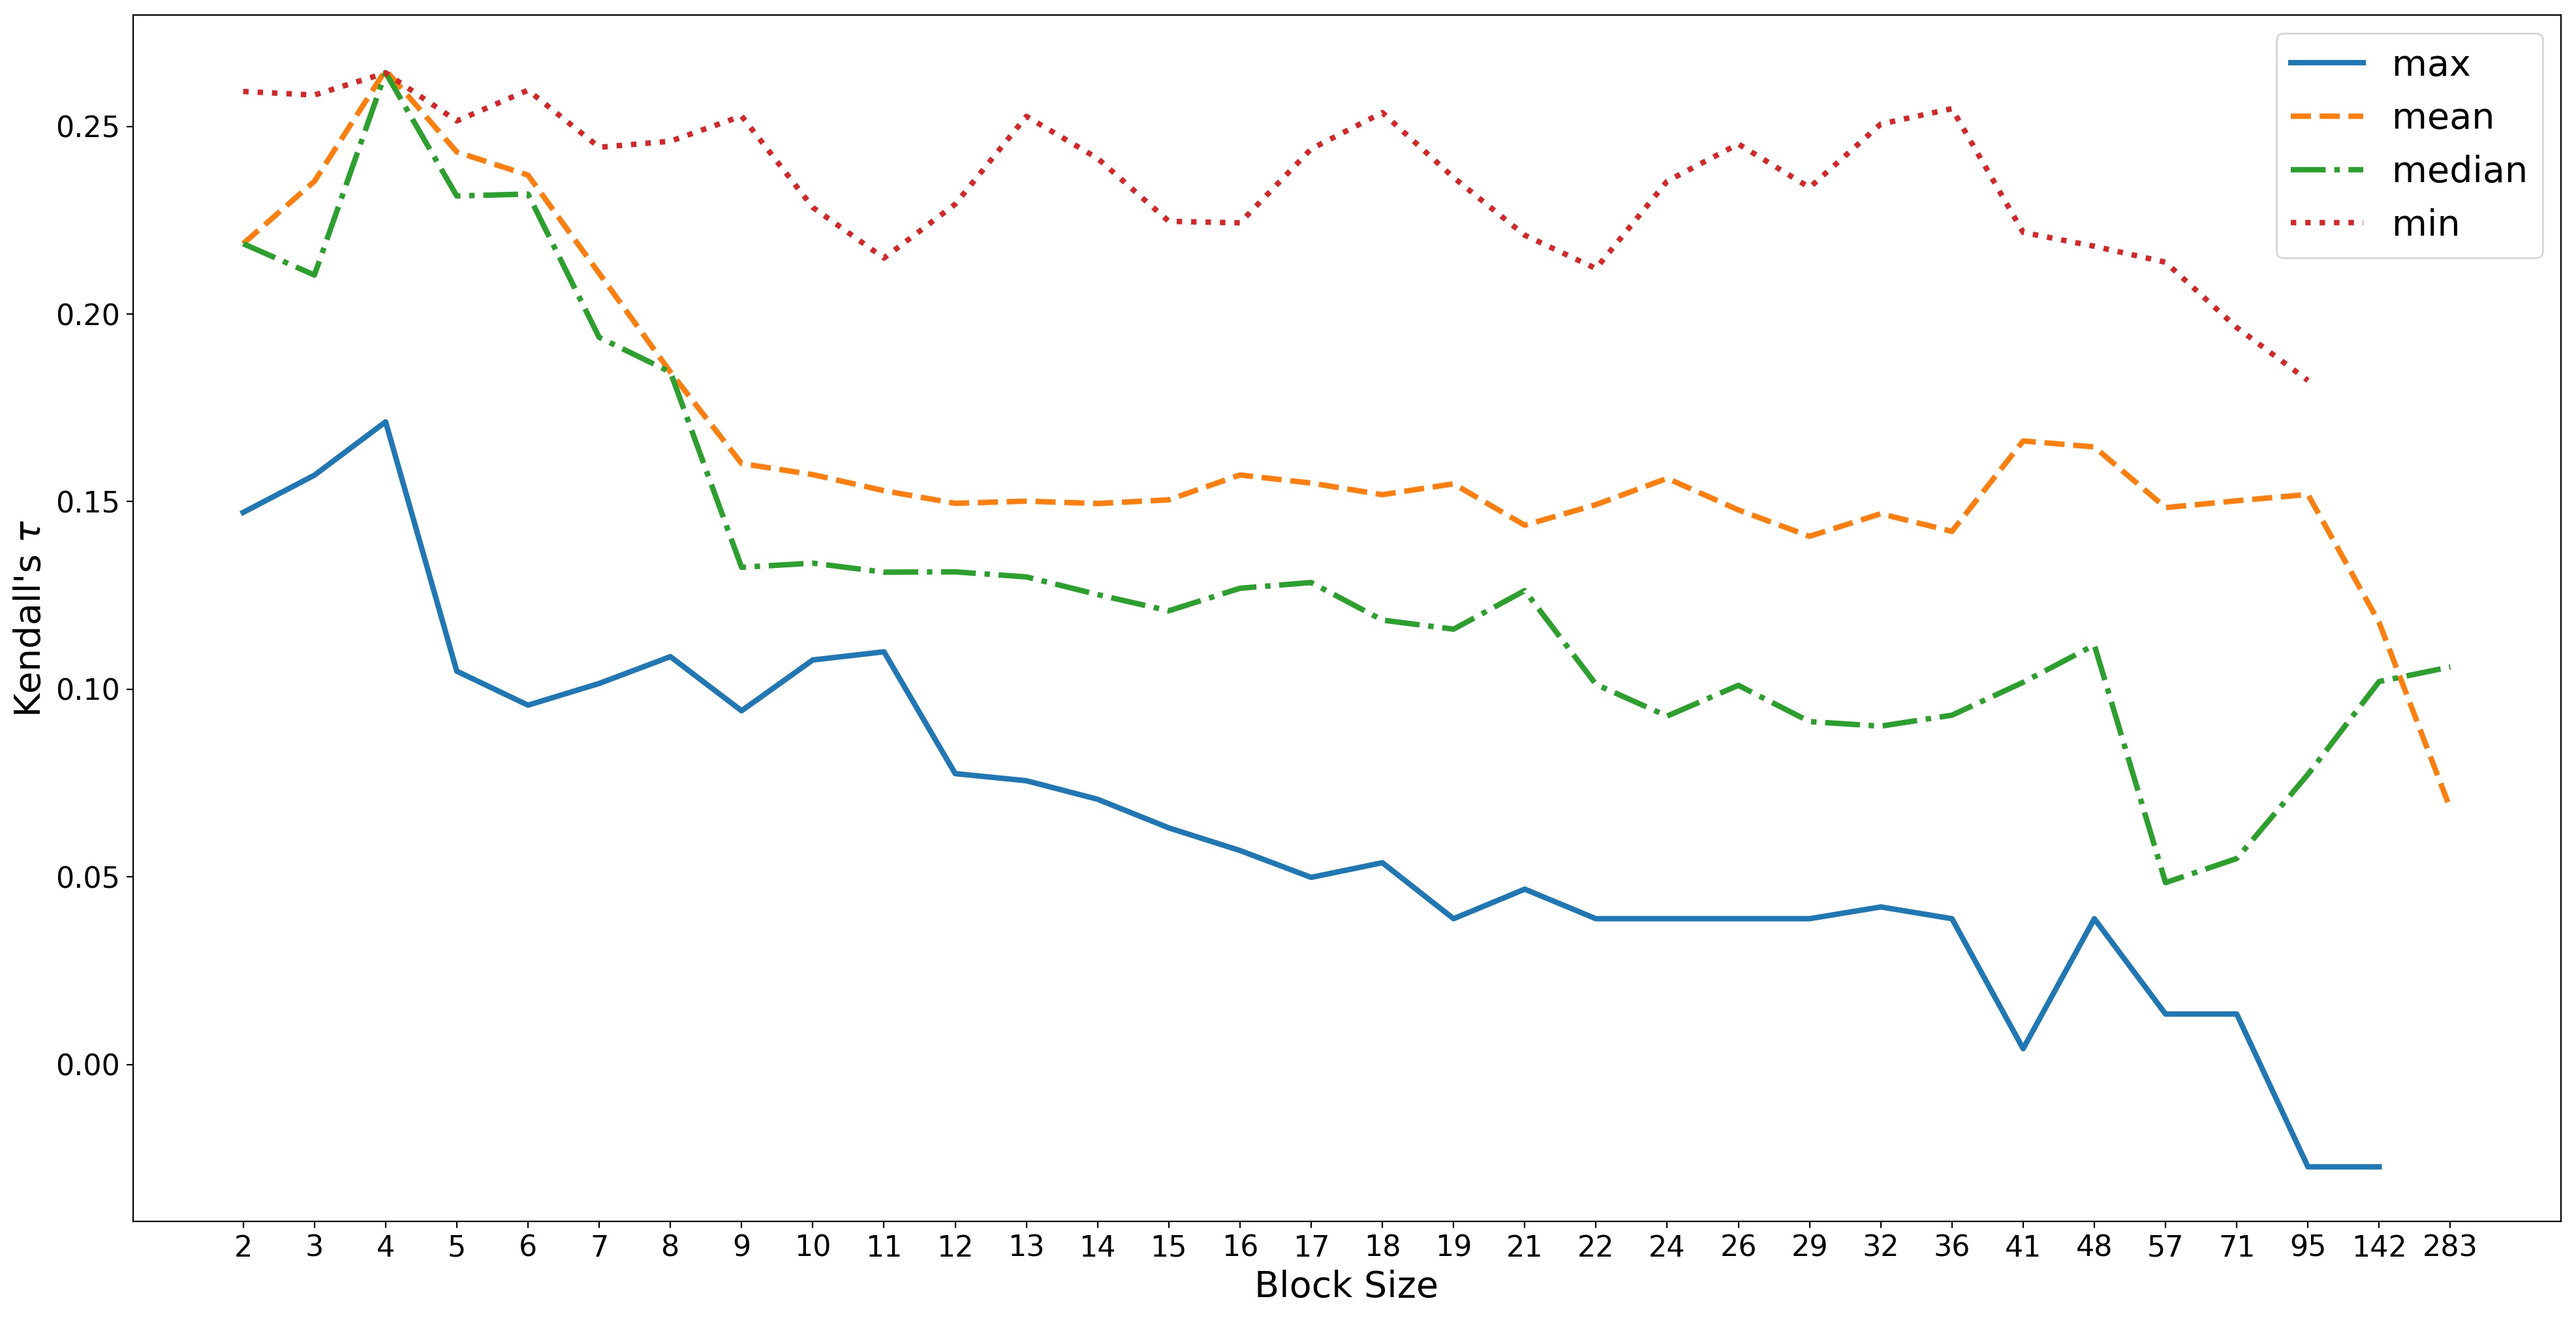 max
mean
median
min
0.25
0.20
0.15
0.10
0.05
0.00
Kendall's τ
2 3 4 5 6 7 8 9 10 11 12 13 14 15 16 17 18 19 21 22 24 26 29 32 36 41 48 57 71 95 142 283
Block Size